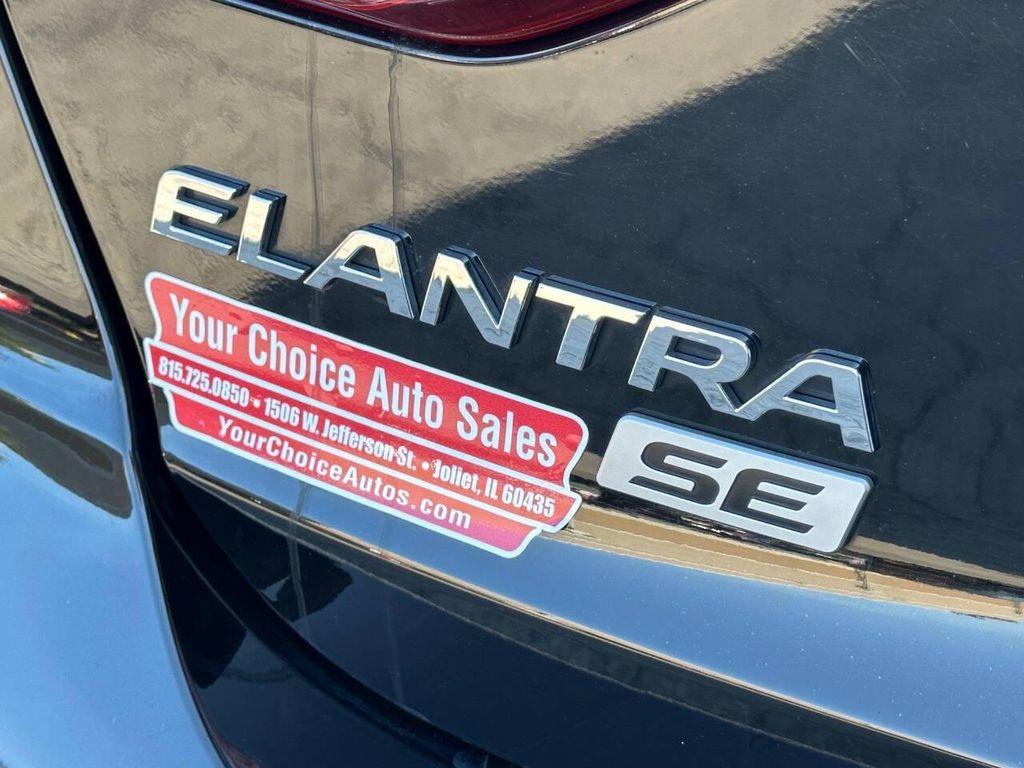 ELANTRA
SE
Your Choice Auto Sales
815.725.0850 • 1506 W. Jefferson St. • Joliet, IL 60435
YourChoiceAutos.com